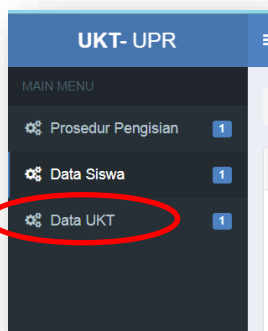 UKT- UPR
MAIN MENU
Prosedur Pengisian 1
Data Siswa 1
Data UKT 1